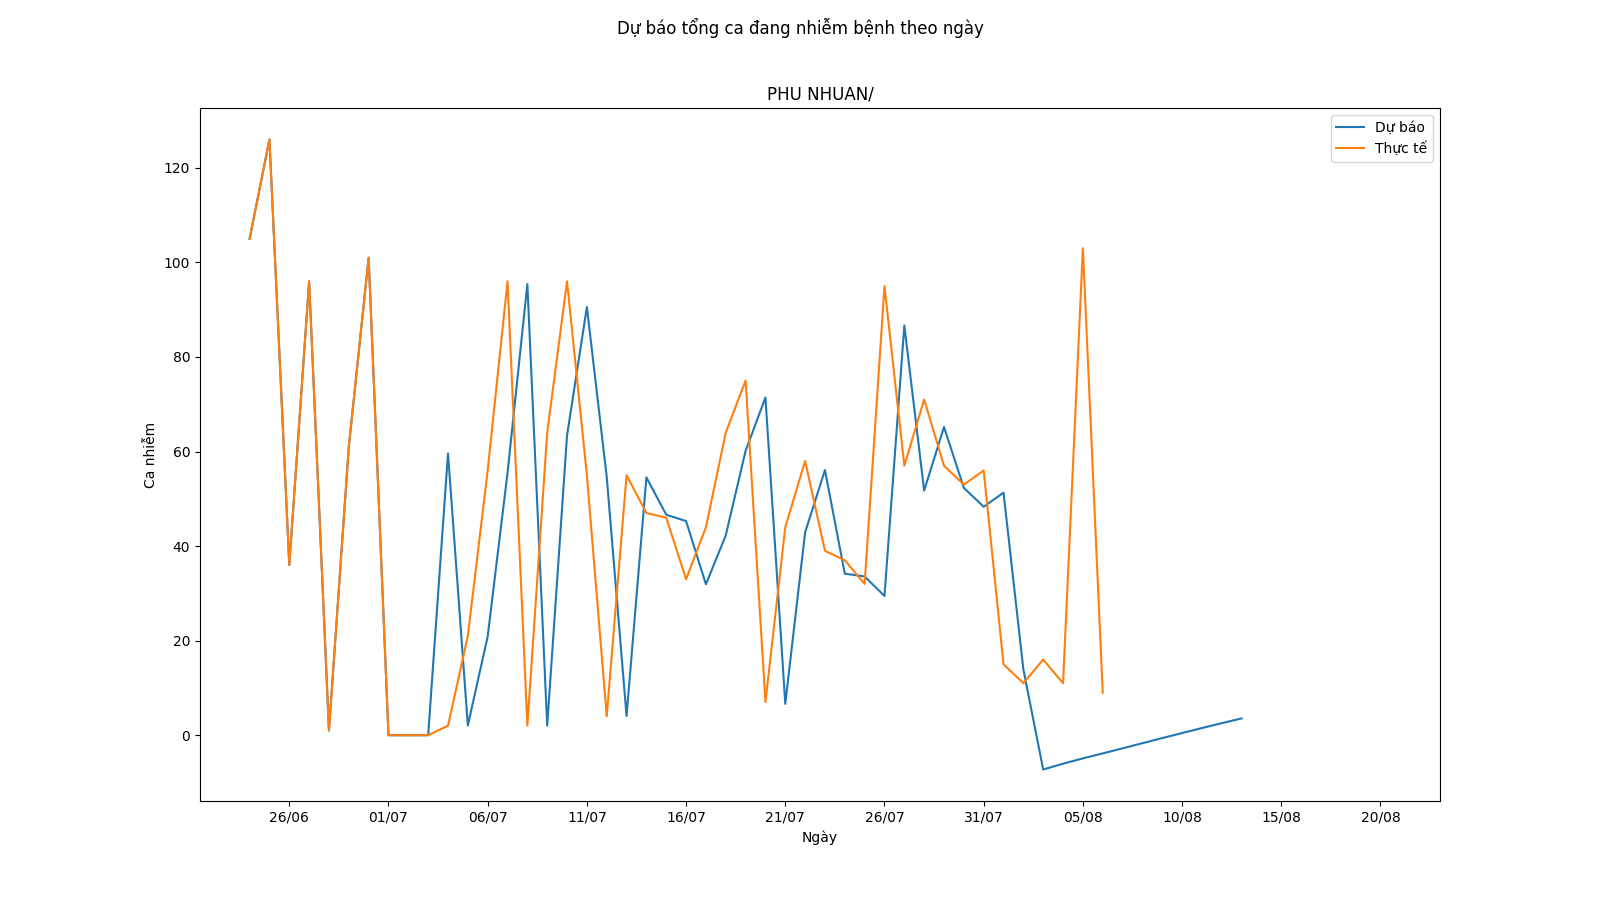 Dự báo tổng ca đang nhiễm bệnh theo ngày
PHU NHUAN/
Dự báo
Thực tế
120
100
80
60
40
20
0
Ca nhiễm
26/06 01/07 06/07 11/07 16/07 21/07 26/07 31/07 05/08 10/08 15/08 20/08
Ngày